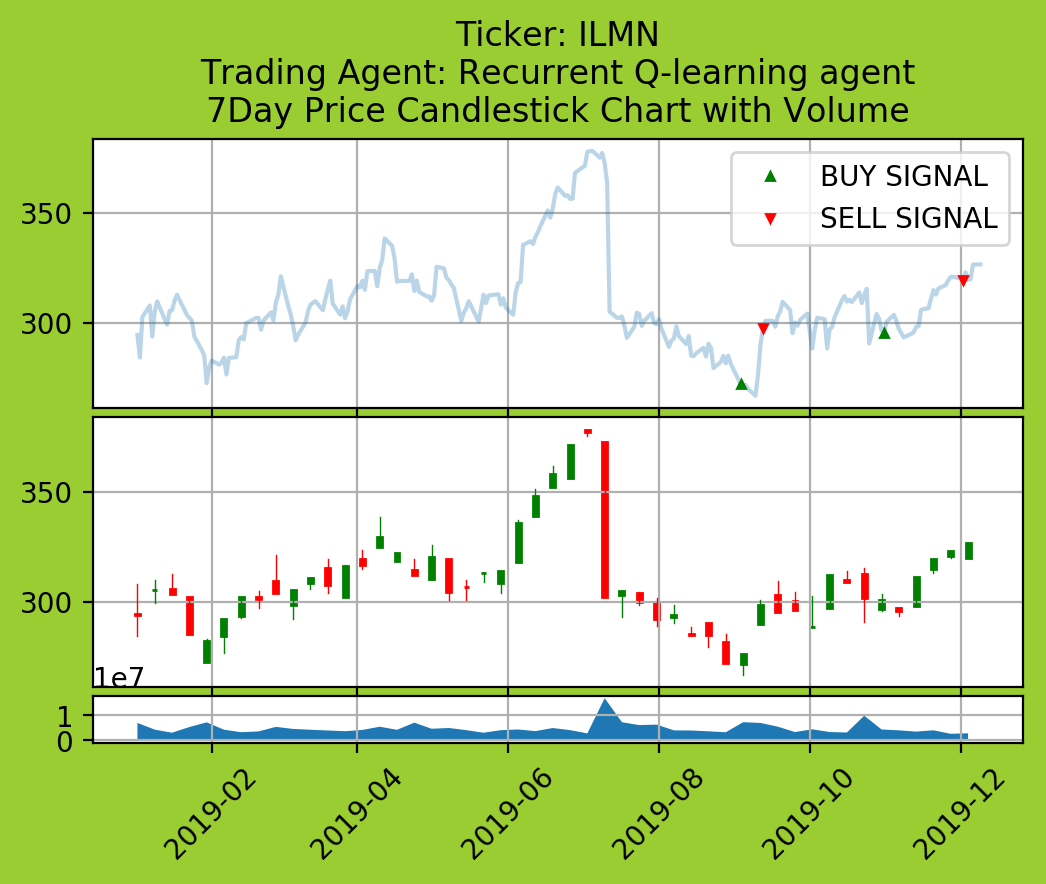 Ticker: ILMN
Trading Agent: Recurrent Q-learning agent
7Day Price Candlestick Chart with Volume
BUY SIGNAL
SELL SIGNAL
350
300
350
300
1e7
1
0
2019-02
2019-04
2019-06
2019-08
2019-10
2019-12